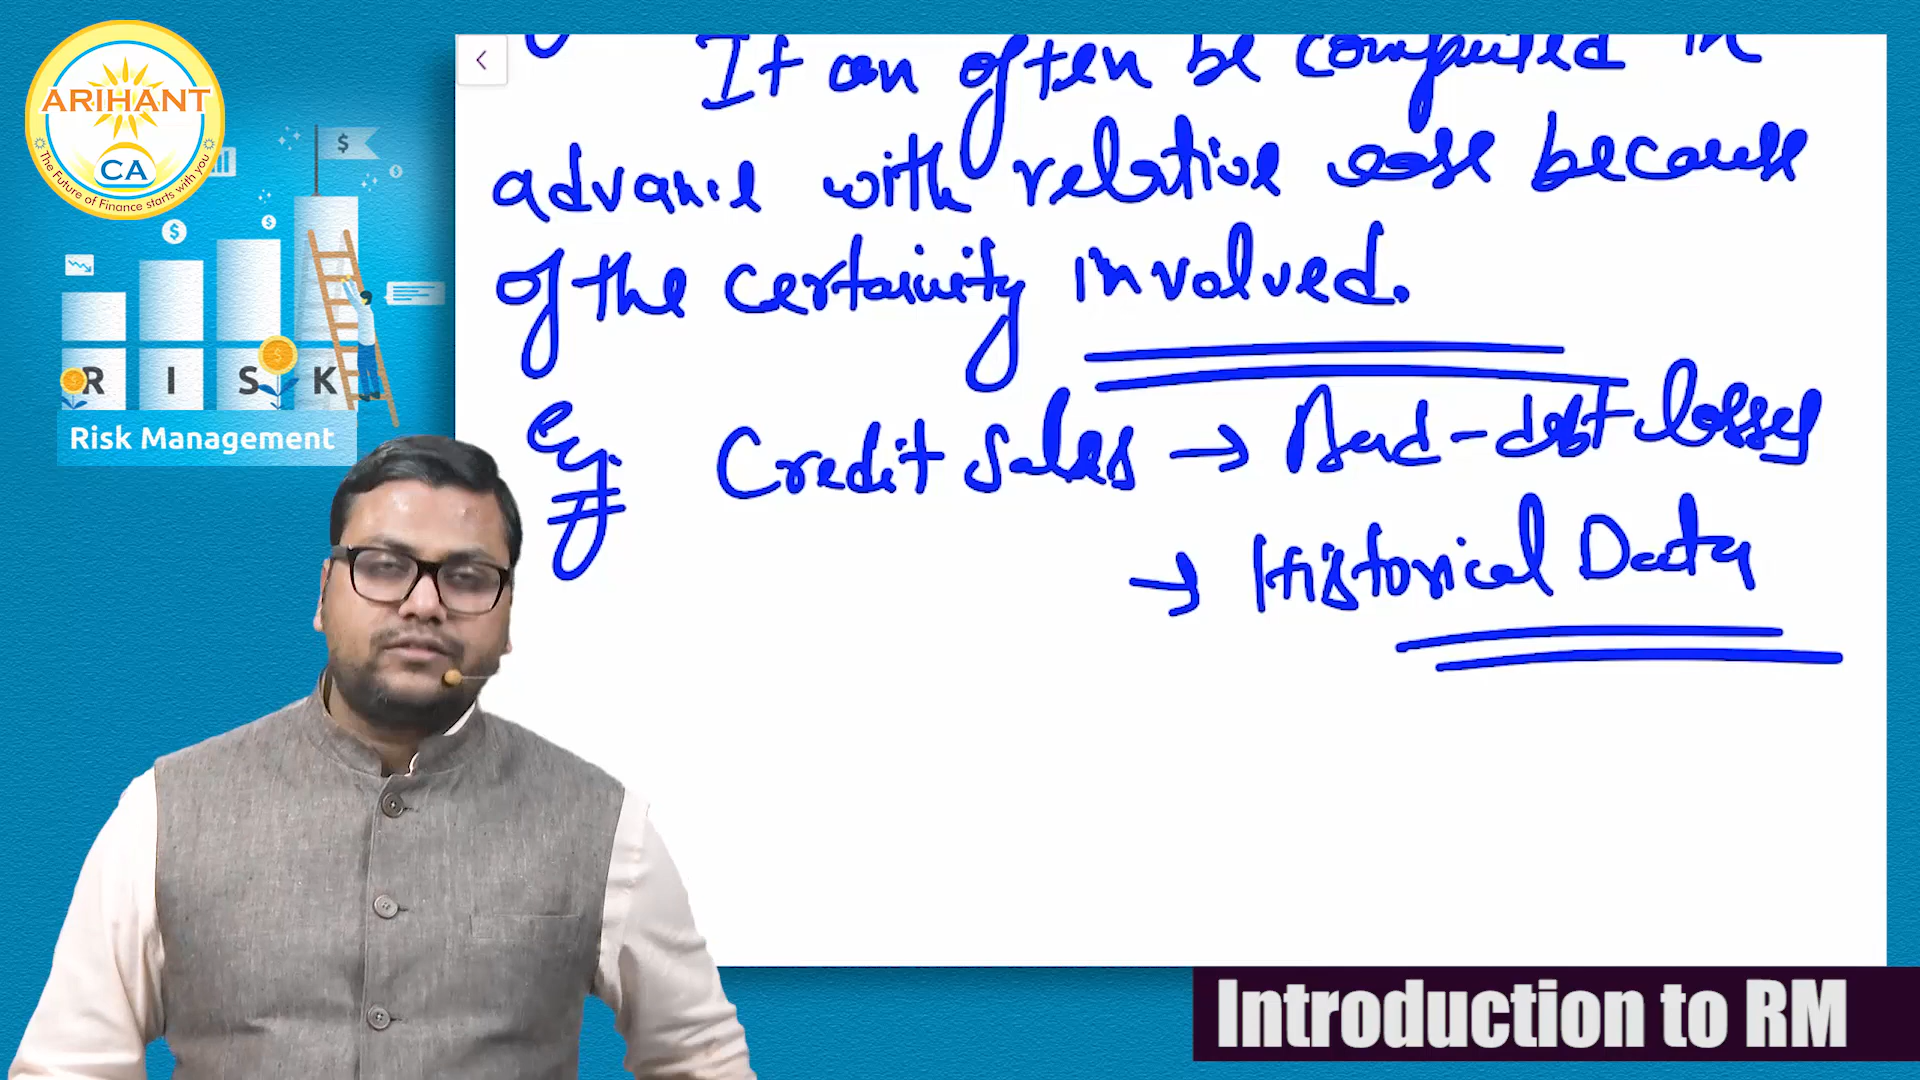 ARIHANT
CA
The Future of Finance starts with you
$
$
$
$
$
R I S K
Risk Management
It can often be computed in
advance with relative ease because
of the certainity involved.
Eg. Credit Sales → Bad-debt losses
→ Historical Data
Introduction to RM